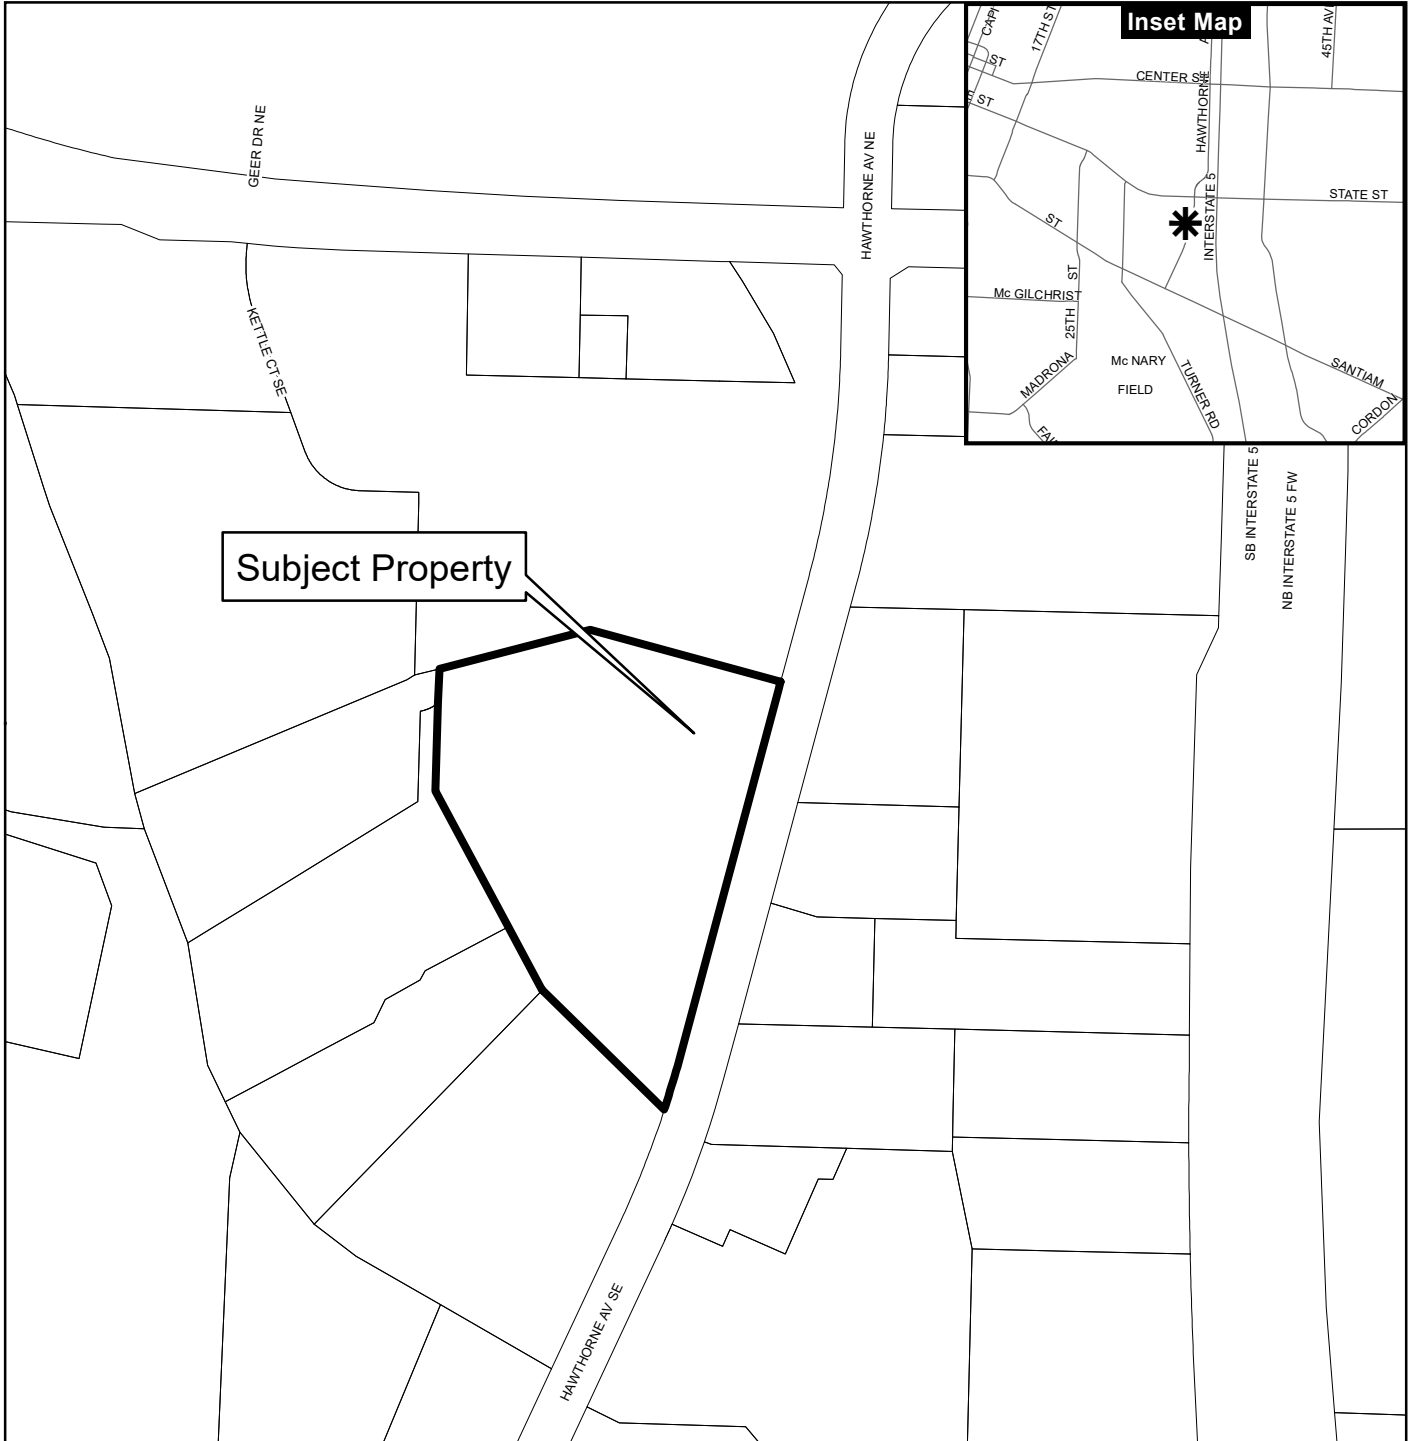 Inset Map
CAPI
17TH ST
45TH AV
ST
CENTER S
HAWTHORNE
ST
INTERSTATE 5
STATE ST
ST
ST
Mc GILCHRIST
25TH
MADRONA
Mc NARY
FIELD
TURNER RD
SANTIAM
CORDON
GEER DR NE
HAWTHORNE AV NE
KETTLE CT SE
SB INTERSTATE 5
NB INTERSTATE 5 FW
Subject Property
HAWTHORNE AV SE